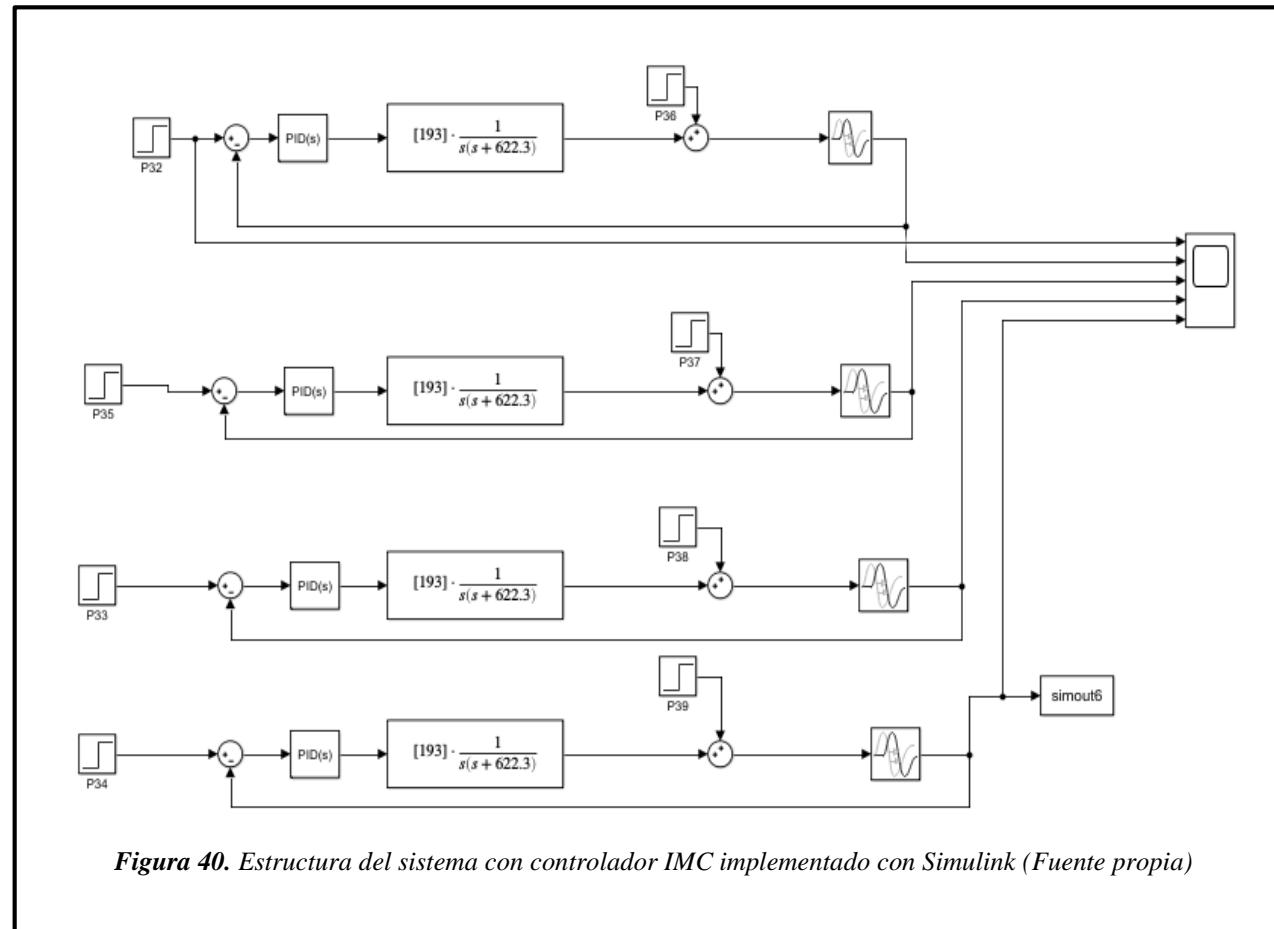 P36
P32
PID(s)
[193] · 1 / s(s + 622.3)
P37
P35
PID(s)
[193] · 1 / s(s + 622.3)
P38
P33
PID(s)
[193] · 1 / s(s + 622.3)
P39
P34
PID(s)
[193] · 1 / s(s + 622.3)
simout6
Figura 40. Estructura del sistema con controlador IMC implementado con Simulink (Fuente propia)